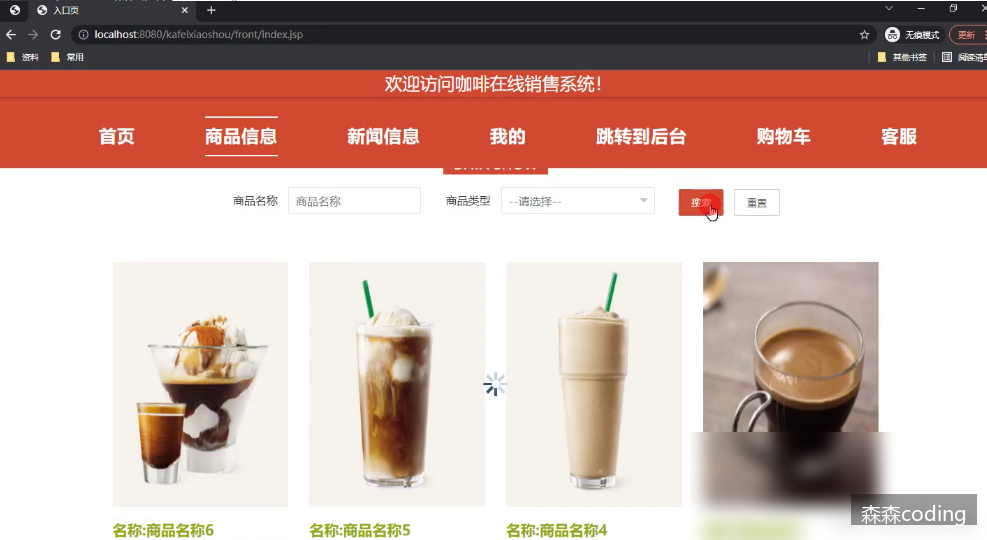 入口页
localhost:8080/kafeixiaoshou/front/index.jsp
无痕模式
更新
资料
常用
其他书签
欢迎访问咖啡在线销售系统!
首页
商品信息
新闻信息
我的
跳转到后台
购物车
客服
商品名称
商品名称
商品类型
--请选择--
搜索
重置
名称:商品名称6
名称:商品名称5
名称:商品名称4
森森coding